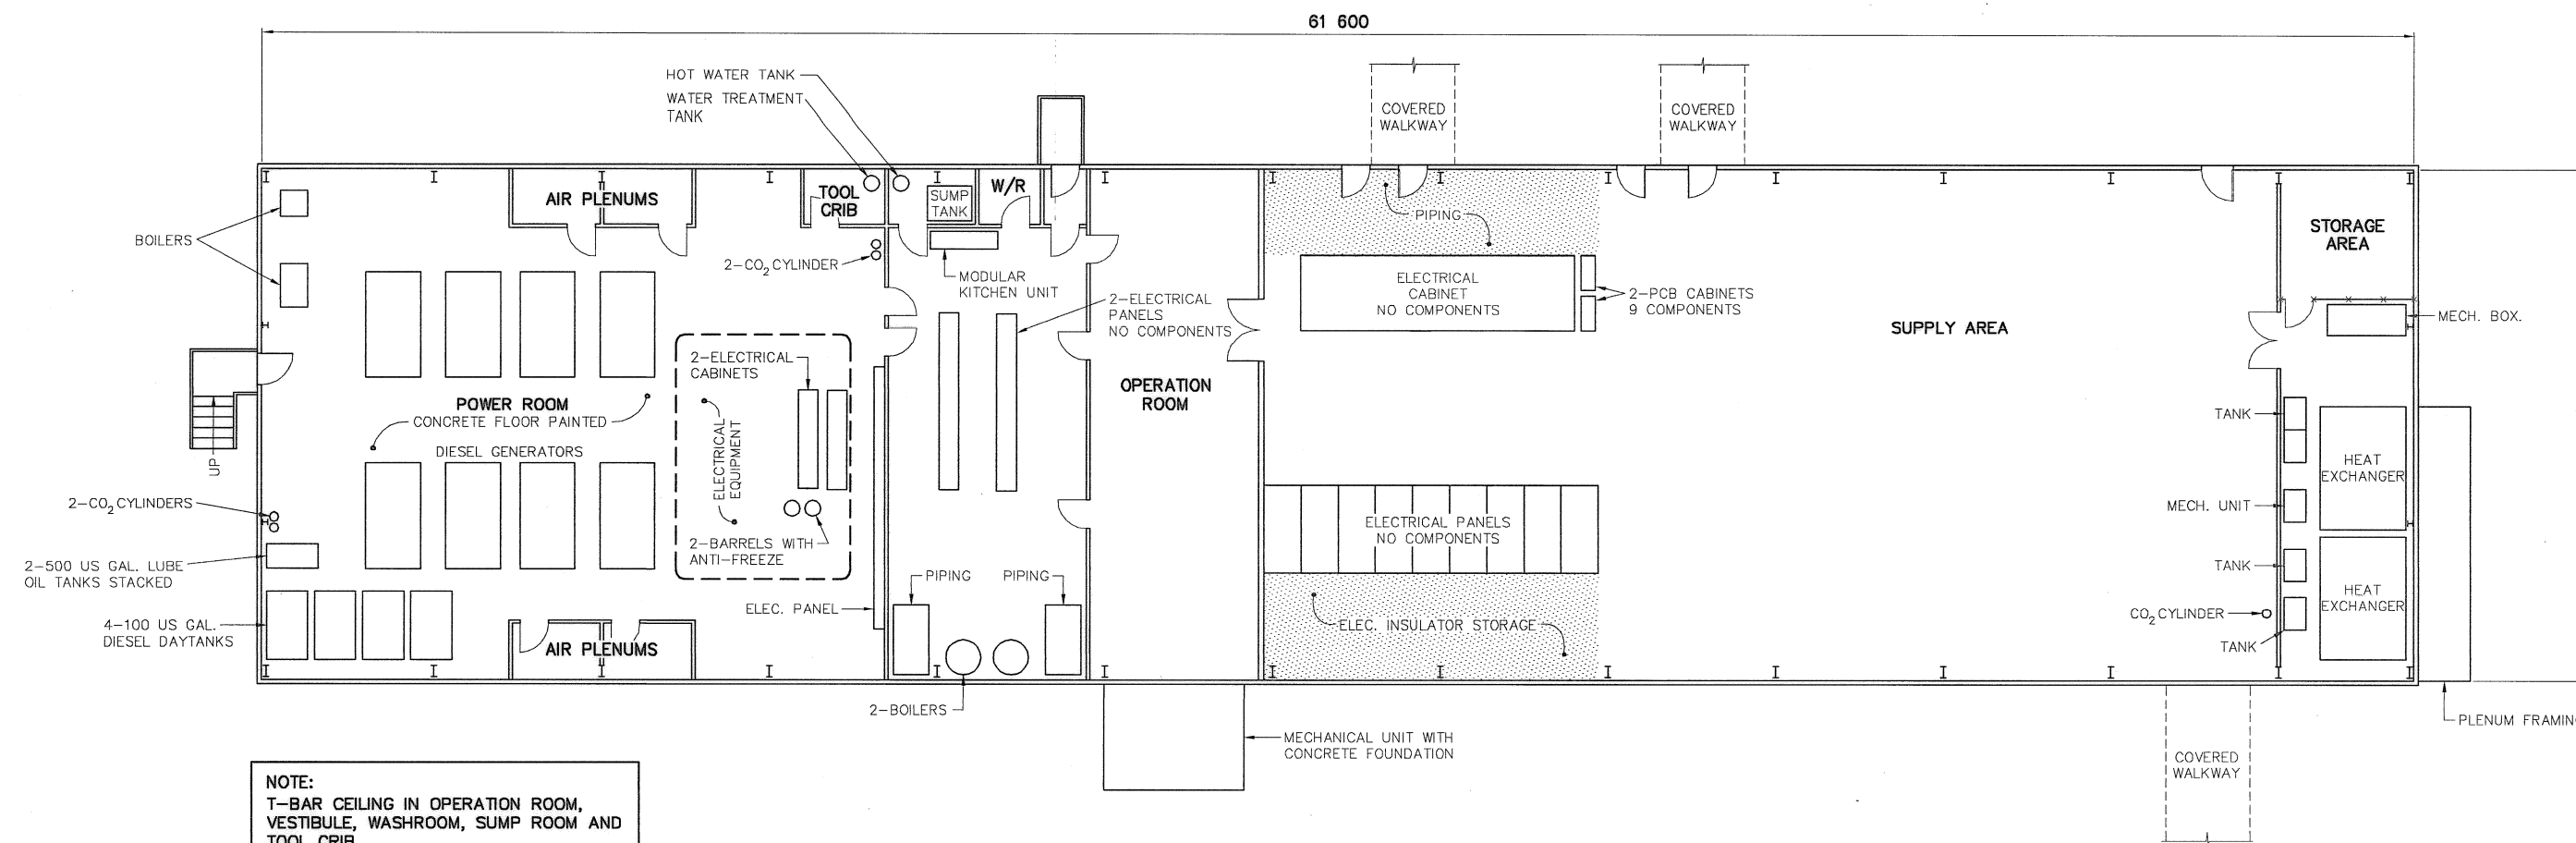 61 600
HOT WATER TANK
WATER TREATMENT
TANK
COVERED
WALKWAY
COVERED
WALKWAY
AIR PLENUMS
TOOL
CRIB
SUMP
TANK
W/R
PIPING
STORAGE
AREA
BOILERS
2-CO2 CYLINDER
MODULAR
KITCHEN UNIT
2-ELECTRICAL
PANELS
NO COMPONENTS
ELECTRICAL
CABINET
NO COMPONENTS
2-PCB CABINETS
9 COMPONENTS
SUPPLY AREA
MECH. BOX.
2-ELECTRICAL
CABINETS
OPERATION
ROOM
POWER ROOM
CONCRETE FLOOR PAINTED
DIESEL GENERATORS
ELECTRICAL
EQUIPMENT
UP
TANK
HEAT
EXCHANGER
2-CO2 CYLINDERS
MECH. UNIT
ELECTRICAL PANELS
NO COMPONENTS
2-BARRELS WITH
ANTI-FREEZE
2-500 US GAL. LUBE
OIL TANKS STACKED
PIPING
PIPING
TANK
HEAT
EXCHANGER
ELEC. PANEL
4-100 US GAL.
DIESEL DAYTANKS
AIR PLENUMS
ELEC. INSULATOR STORAGE
CO2 CYLINDER
TANK
2-BOILERS
PLENUM FRAMIN
MECHANICAL UNIT WITH
CONCRETE FOUNDATION
COVERED
WALKWAY
NOTE:
T-BAR CEILING IN OPERATION ROOM,
VESTIBULE, WASHROOM, SUMP ROOM AND
TOOL CRIB